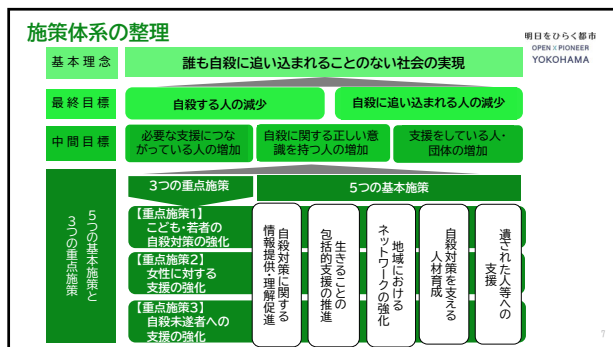 施策体系の整理
明日をひらく都市
OPEN X PIONEER
YOKOHAMA
基本理念
誰も自殺に追い込まれることのない社会の実現
最終目標
自殺する人の減少
自殺に追い込まれる人の減少
中間目標
必要な支援につな
がっている人の増加
自殺に関する正しい意
識を持つ人の増加
支援をしている人・
団体の増加
5つの基本施策と
3つの重点施策
3つの重点施策
5つの基本施策
【重点施策1】
こども・若者の
自殺対策の強化
【重点施策2】
女性に対する
支援の強化
【重点施策3】
自殺未遂者への
支援の強化
自殺対策に関する
情報提供・理解促進
生きることの
包括的支援の推進
地域における
ネットワークの強化
自殺対策を支える
人材育成
遺された人等への
支援
7